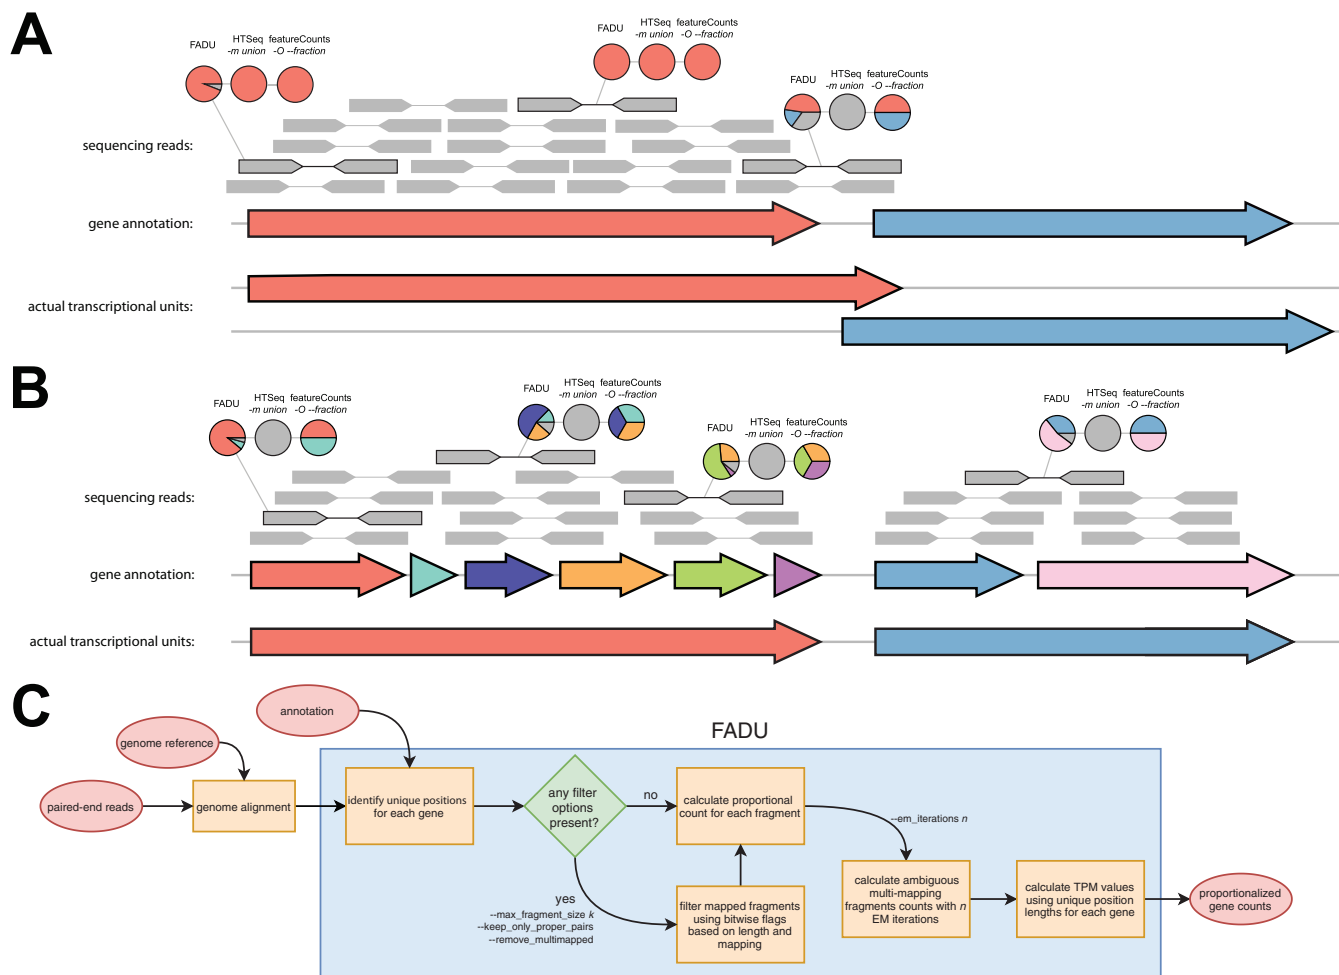 A
FADU
HTSeq featureCounts
-m union -O --fraction
FADU
HTSeq featureCounts
-m union -O --fraction
FADU
HTSeq featureCounts
-m union -O --fraction
sequencing reads:
gene annotation:
actual transcriptional units:
B
FADU
HTSeq featureCounts
-m union -O --fraction
FADU
HTSeq featureCounts
-m union -O --fraction
FADU
HTSeq featureCounts
-m union -O --fraction
FADU
HTSeq featureCounts
-m union -O --fraction
sequencing reads:
gene annotation:
actual transcriptional units:
C
FADU
annotation
genome reference
paired-end reads
genome alignment
identify unique positions
for each gene
any filter
options
present?
no
yes
--max_fragment_size k
--keep_only_proper_pairs
--remove_multimapped
calculate proportional
count for each fragment
filter mapped fragments
using bitwise flags
based on length and
mapping
--em_iterations n
calculate ambiguous
multi-mapping
fragments counts with n
EM iterations
calculate TPM values
using unique position
lengths for each gene
proportionalized
gene counts